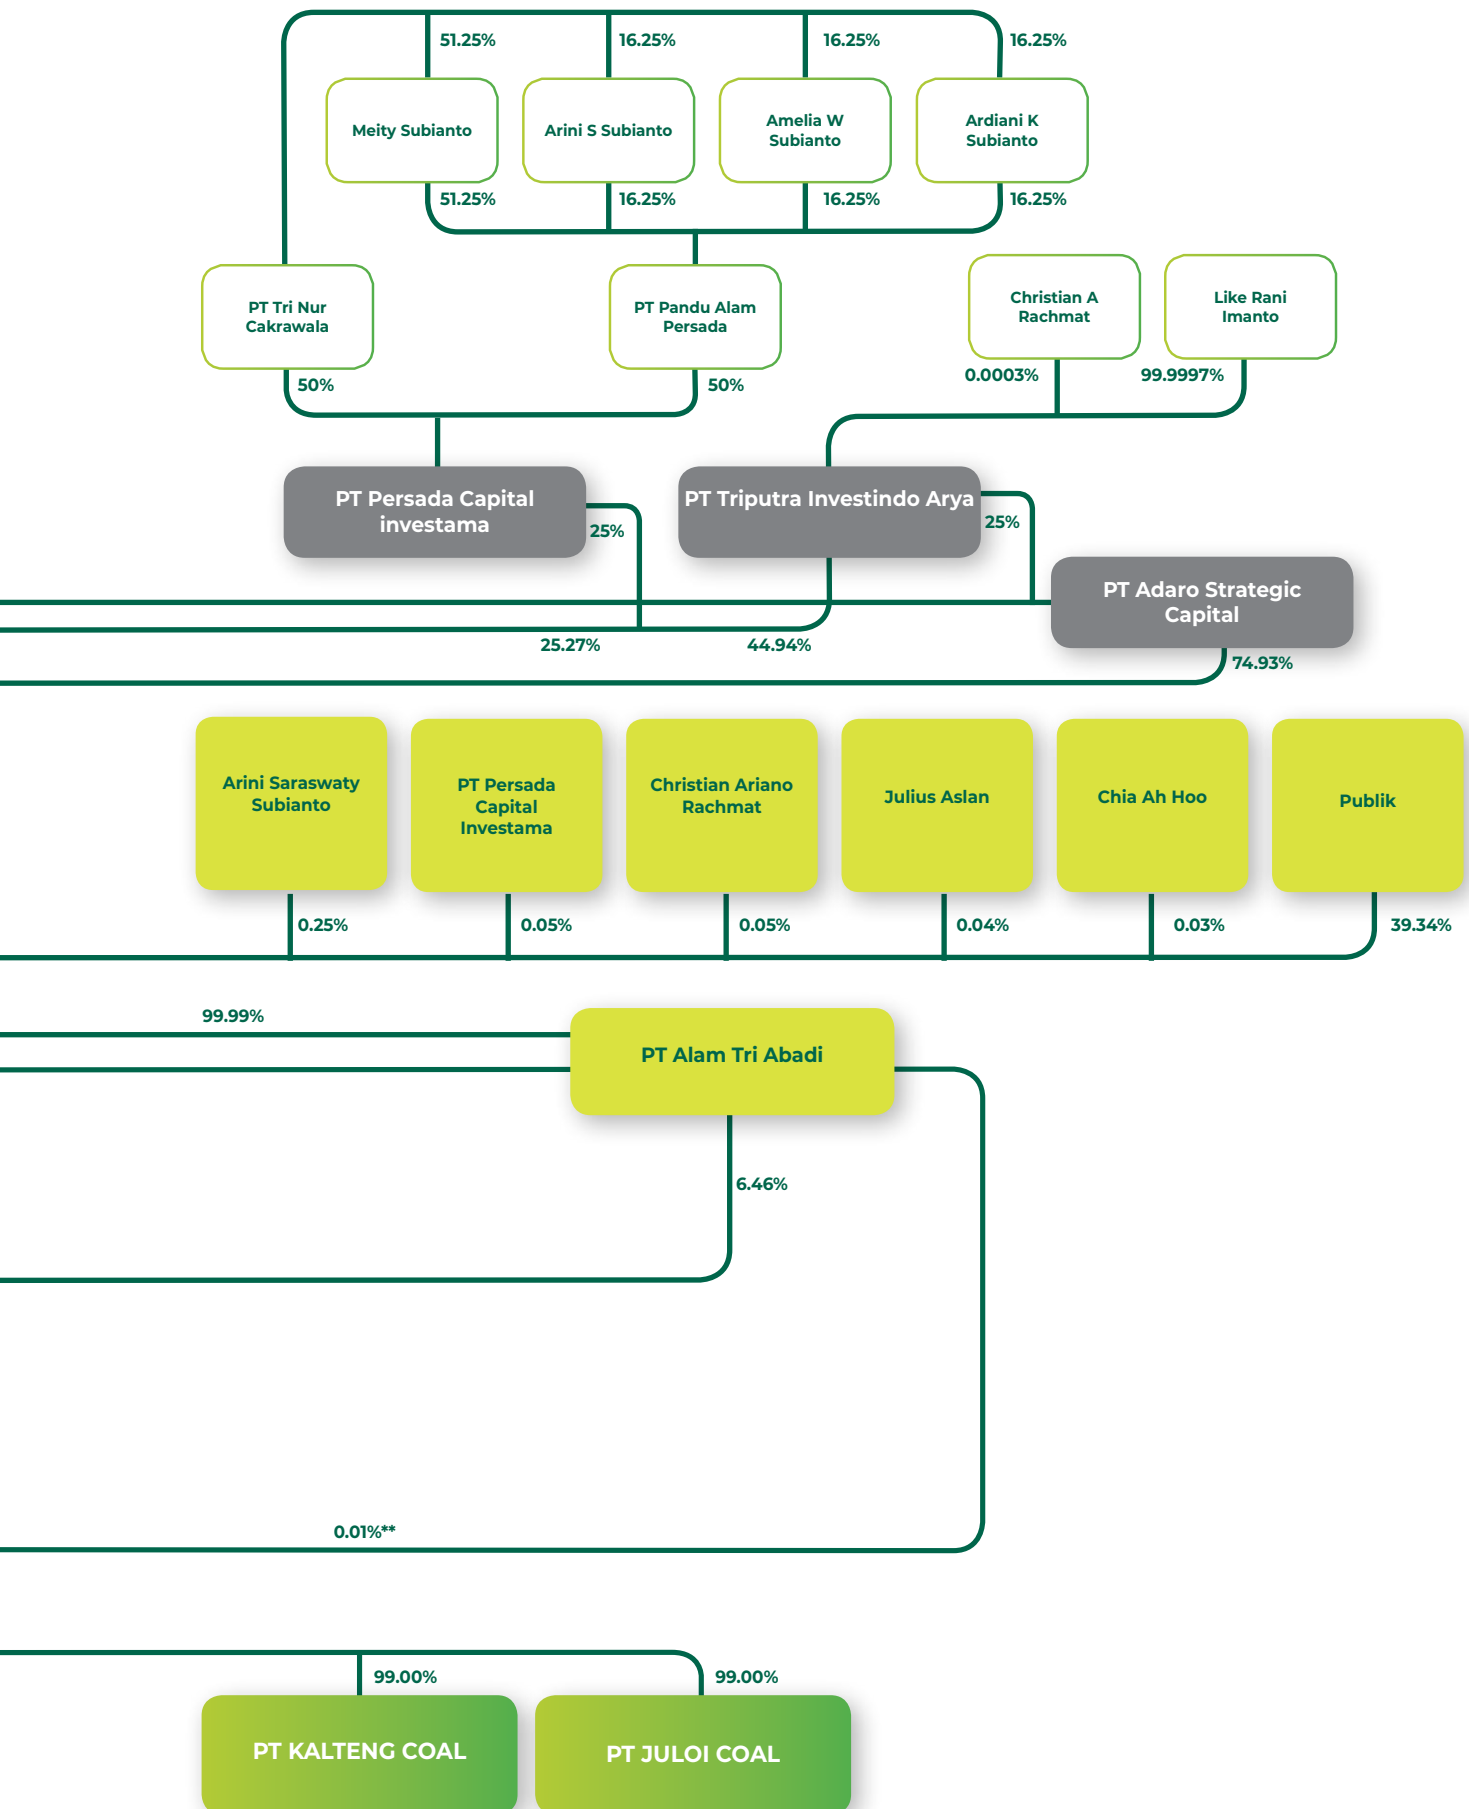 51.25%
16.25%
16.25%
16.25%
Meity Subianto
Arini S Subianto
Amelia W
Subianto
Ardiani K
Subianto
51.25%
16.25%
16.25%
16.25%
PT Tri Nur
Cakrawala
PT Pandu Alam
Persada
Christian A
Rachmat
Like Rani
Imanto
50%
50%
0.0003%
99.9997%
PT Persada Capital
investama
25%
PT Triputra Investindo Arya
25%
PT Adaro Strategic
Capital
25.27%
44.94%
74.93%
Arini Saraswaty
Subianto
PT Persada
Capital
Investama
Christian Ariano
Rachmat
Julius Aslan
Chia Ah Hoo
Publik
0.25%
0.05%
0.05%
0.04%
0.03%
39.34%
99.99%
PT Alam Tri Abadi
6.46%
0.01%**
99.00%
99.00%
PT KALTENG COAL
PT JULOI COAL